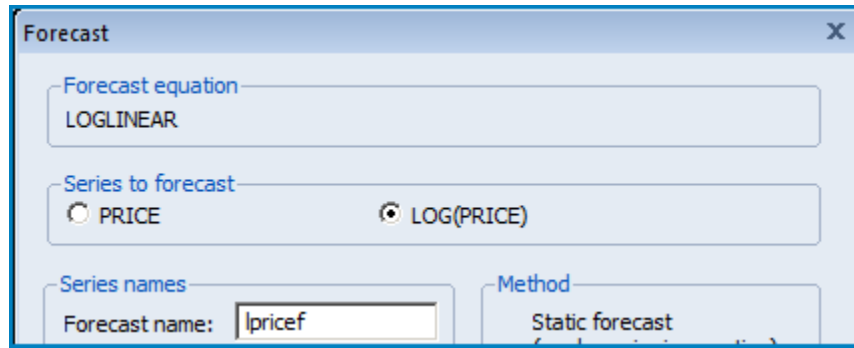 Forecast
Forecast equation
LOGLINEAR
Series to forecast
PRICE LOG(PRICE)
Series names
Forecast name: lpricef
Method
Static forecast